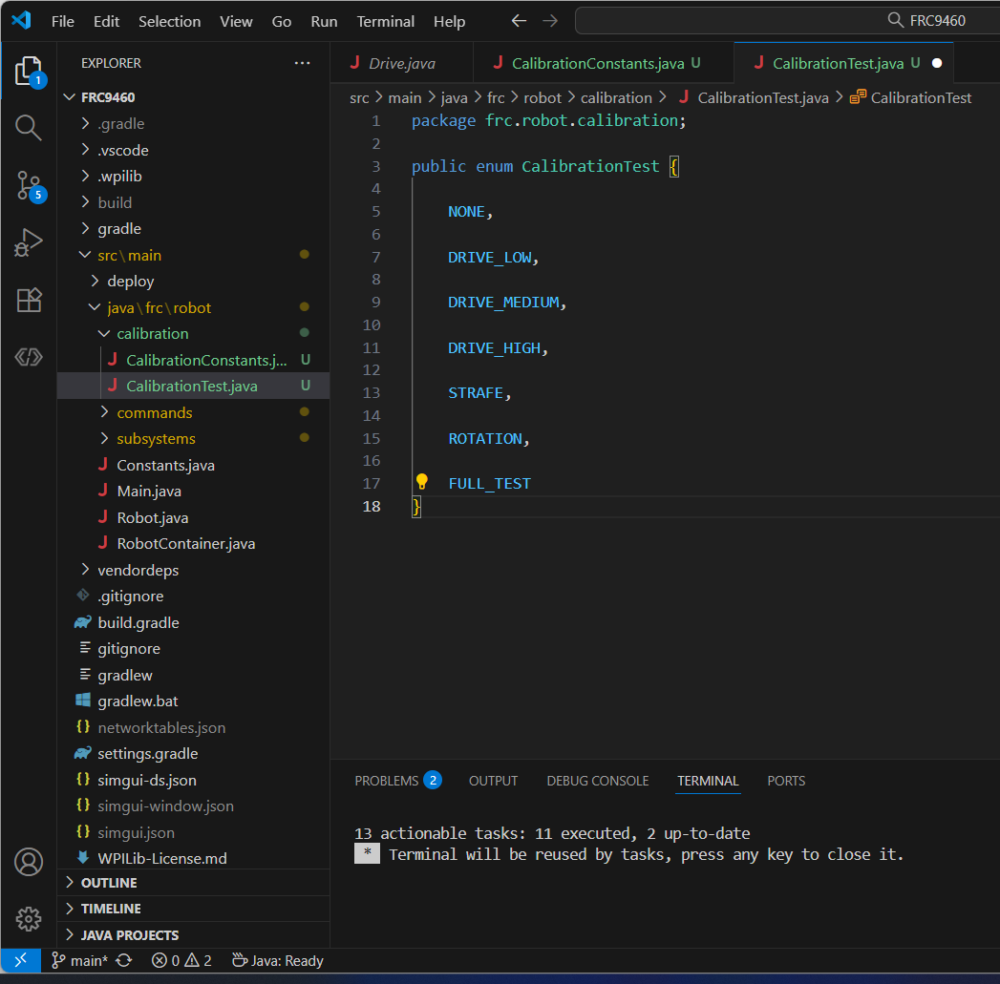 File Edit Selection View Go Run Terminal Help FRC9460
1
5
EXPLORER
FRC9460
.gradle
.vscode
.wpilib
build
gradle
src\main
deploy
java\frc\robot
calibration
J CalibrationConstants.j... U
J CalibrationTest.java U
commands
subsystems
J Constants.java
J Main.java
J Robot.java
J RobotContainer.java
vendordeps
.gitignore
build.gradle
gitignore
gradlew
gradlew.bat
{} networktables.json
settings.gradle
{} simgui-ds.json
{} simgui-window.json
{} simgui.json
WPILib-License.md
OUTLINE
TIMELINE
JAVA PROJECTS
J Drive.java J CalibrationConstants.java U J CalibrationTest.java U
src > main > java > frc > robot > calibration > J CalibrationTest.java > CalibrationTest
1 package frc.robot.calibration;
2
3 public enum CalibrationTest {
4
5 NONE,
6
7 DRIVE_LOW,
8
9 DRIVE_MEDIUM,
10
11 DRIVE_HIGH,
12
13 STRAFE,
14
15 ROTATION,
16
17 FULL_TEST
18 }
PROBLEMS 2 OUTPUT DEBUG CONSOLE TERMINAL PORTS
13 actionable tasks: 11 executed, 2 up-to-date
* Terminal will be reused by tasks, press any key to close it.
main* 0 2 Java: Ready